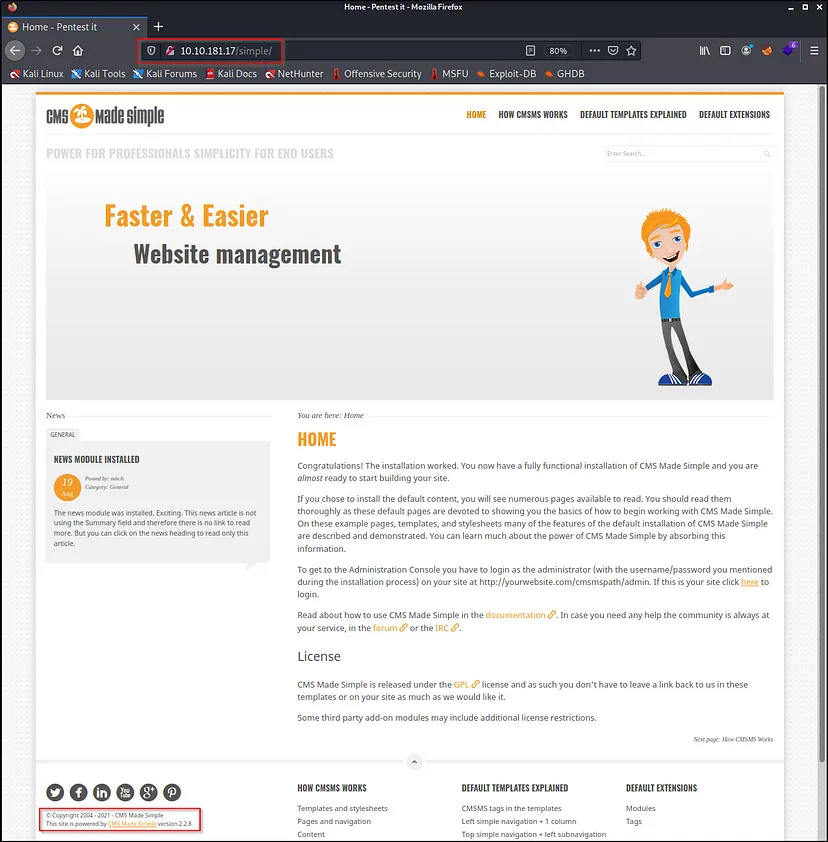 Home - Pentest it - Mozilla Firefox
Home - Pentest it
10.10.181.17/simple/
80%
6
Kali Linux Kali Tools Kali Forums Kali Docs NetHunter Offensive Security MSFU Exploit-DB GHDB
CMS Made Simple
HOME HOW CMSMS WORKS DEFAULT TEMPLATES EXPLAINED DEFAULT EXTENSIONS
POWER FOR PROFESSIONALS SIMPLICITY FOR END USERS
Enter Search...
Faster & Easier
Website management
News
GENERAL
NEWS MODULE INSTALLED
19
Aug
Posted by: mitch
Category: General
The news module was installed. Exciting. This news article is not
using the Summary field and therefore there is no link to read
more. But you can click on the news heading to read only this
article.
You are here: Home
HOME
Congratulations! The installation worked. You now have a fully functional installation of CMS Made Simple and you are
almost ready to start building your site.
If you chose to install the default content, you will see numerous pages available to read. You should read them
thoroughly as these default pages are devoted to showing you the basics of how to begin working with CMS Made Simple.
On these example pages, templates, and stylesheets many of the features of the default installation of CMS Made Simple
are described and demonstrated. You can learn much about the power of CMS Made Simple by absorbing this
information.
To get to the Administration Console you have to login as the administrator (with the username/password you mentioned
during the installation process) on your site at http://yourwebsite.com/cmsmspath/admin. If this is your site click here to
login.
Read about how to use CMS Made Simple in the documentation. In case you need any help the community is always at
your service, in the forum or the IRC.
License
CMS Made Simple is released under the GPL license and as such you don't have to leave a link back to us in these
templates or on your site as much as we would like it.
Some third party add-on modules may include additional license restrictions.
Next page: How CMSMS Works
You Tube
© Copyright 2004 - 2021 - CMS Made Simple
This site is powered by CMS Made Simple version 2.2.8
HOW CMSMS WORKS
Templates and stylesheets
Pages and navigation
Content
DEFAULT TEMPLATES EXPLAINED
CMSMS tags in the templates
Left simple navigation + 1 column
Top simple navigation + left subnavigation
DEFAULT EXTENSIONS
Modules
Tags